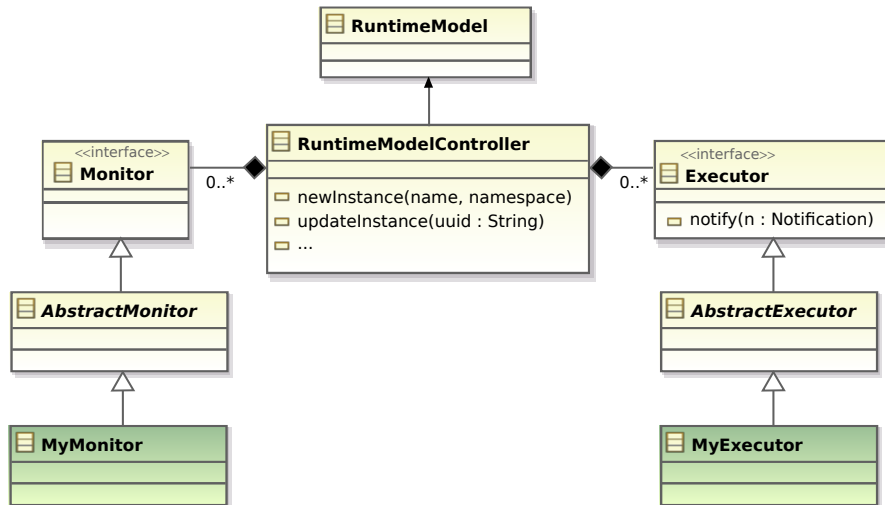 RuntimeModel
<<interface>>
Monitor
0..*
RuntimeModelController
newInstance(name, namespace)
updateInstance(uuid : String)
...
0..*
<<interface>>
Executor
notify(n : Notification)
AbstractMonitor
AbstractExecutor
MyMonitor
MyExecutor